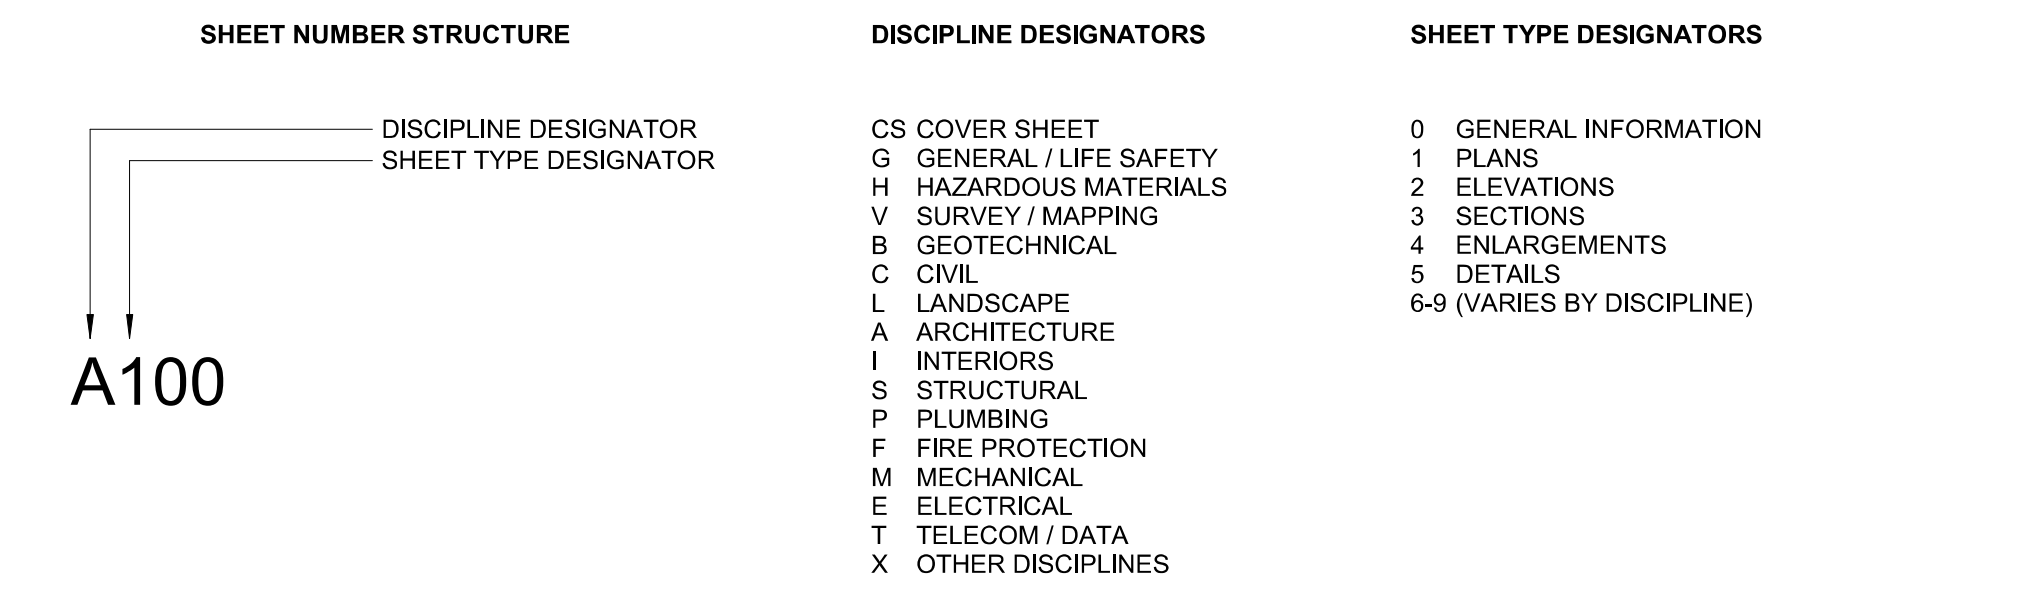 SHEET NUMBER STRUCTURE
DISCIPLINE DESIGNATOR
SHEET TYPE DESIGNATOR
A100
DISCIPLINE DESIGNATORS
CS COVER SHEET
G GENERAL / LIFE SAFETY
H HAZARDOUS MATERIALS
V SURVEY / MAPPING
B GEOTECHNICAL
C CIVIL
L LANDSCAPE
A ARCHITECTURE
I INTERIORS
S STRUCTURAL
P PLUMBING
F FIRE PROTECTION
M MECHANICAL
E ELECTRICAL
T TELECOM / DATA
X OTHER DISCIPLINES
SHEET TYPE DESIGNATORS
0 GENERAL INFORMATION
1 PLANS
2 ELEVATIONS
3 SECTIONS
4 ENLARGEMENTS
5 DETAILS
6-9 (VARIES BY DISCIPLINE)